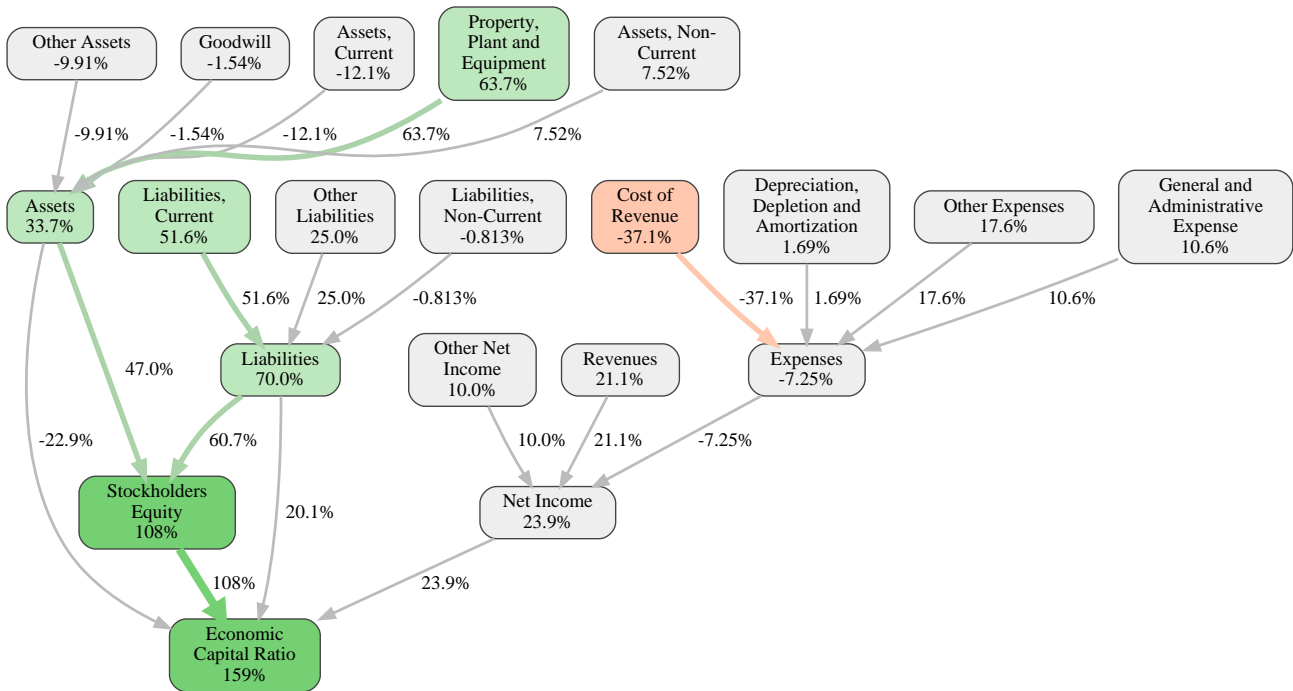 Other Assets
-9.91%
Goodwill
-1.54%
Assets,
Current
-12.1%
Property,
Plant and
Equipment
63.7%
Assets, Non-
Current
7.52%
-9.91%
-1.54%
-12.1%
63.7%
7.52%
Assets
33.7%
Liabilities,
Current
51.6%
Other
Liabilities
25.0%
Liabilities,
Non-Current
-0.813%
Cost of
Revenue
-37.1%
Depreciation,
Depletion and
Amortization
1.69%
Other Expenses
17.6%
General and
Administrative
Expense
10.6%
51.6%
25.0%
-0.813%
-37.1%
1.69%
17.6%
10.6%
Liabilities
70.0%
Other Net
Income
10.0%
Revenues
21.1%
Expenses
-7.25%
47.0%
-22.9%
60.7%
10.0%
21.1%
-7.25%
Stockholders
Equity
108%
20.1%
Net Income
23.9%
108%
23.9%
Economic
Capital Ratio
159%